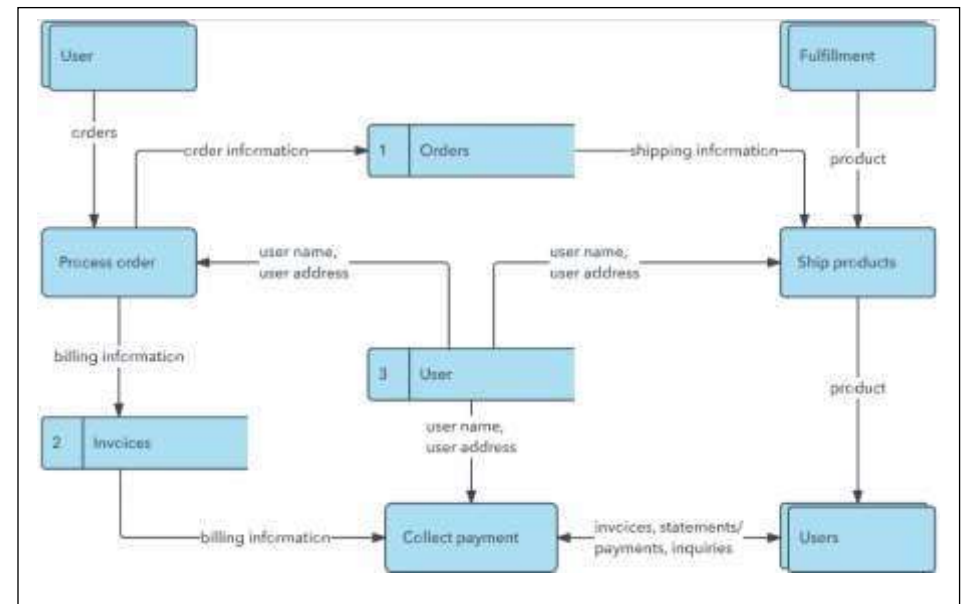 User
Fulfillment
orders
order information
1 Orders
shipping information
product
Process order
user name,
user address
user name,
user address
Ship products
billing information
3 User
product
2 Invoices
user name,
user address
billing information
Collect payment
invoices, statements/
payments, inquiries
Users